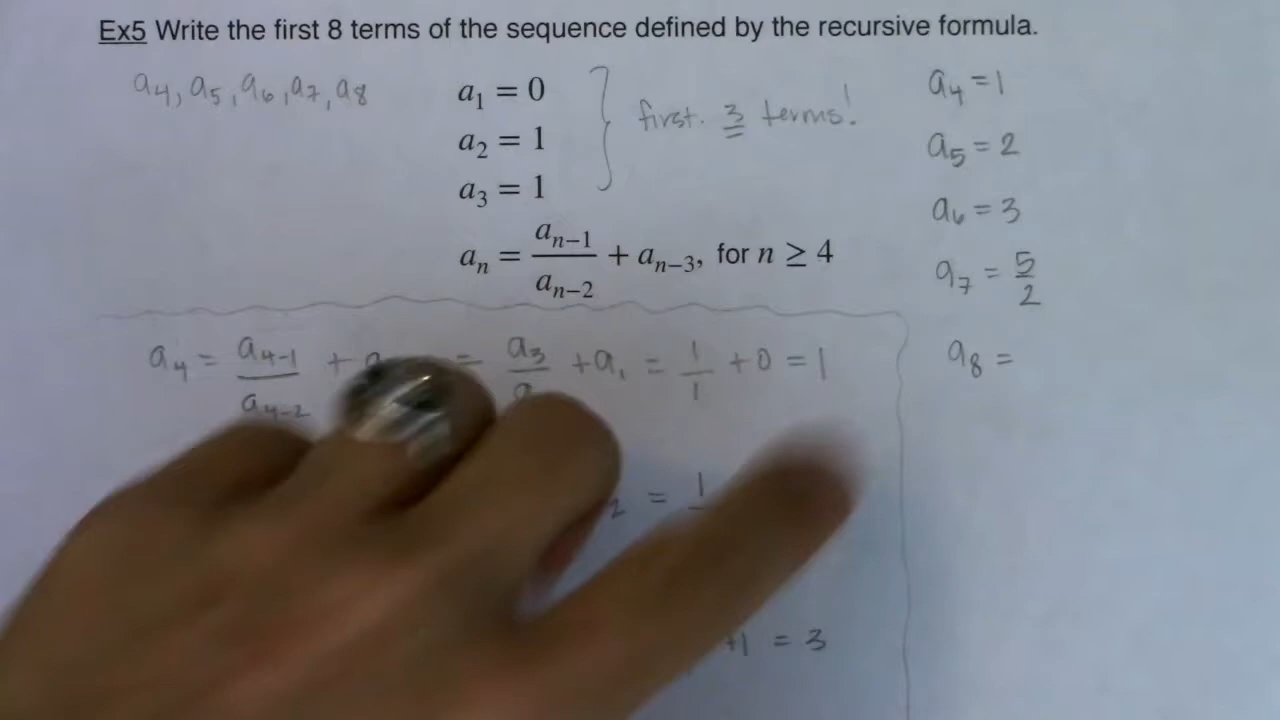 Ex5 Write the first 8 terms of the sequence defined by the recursive formula.
a₄, a₅, a₆, a₇, a₈
a₁ = 0
a₂ = 1
a₃ = 1
first. 3 terms!
aₙ = aₙ₋₁ / aₙ₋₂ + aₙ₋₃, for n ≥ 4
a₄ = 1
a₅ = 2
a₆ = 3
a₇ = 5/2
a₈ =
a₄ = a₄₋₁ / a₄₋₂ + a = a₃ / a + a₁ = 1/1 + 0 = 1
₂ = 1
+1 = 3